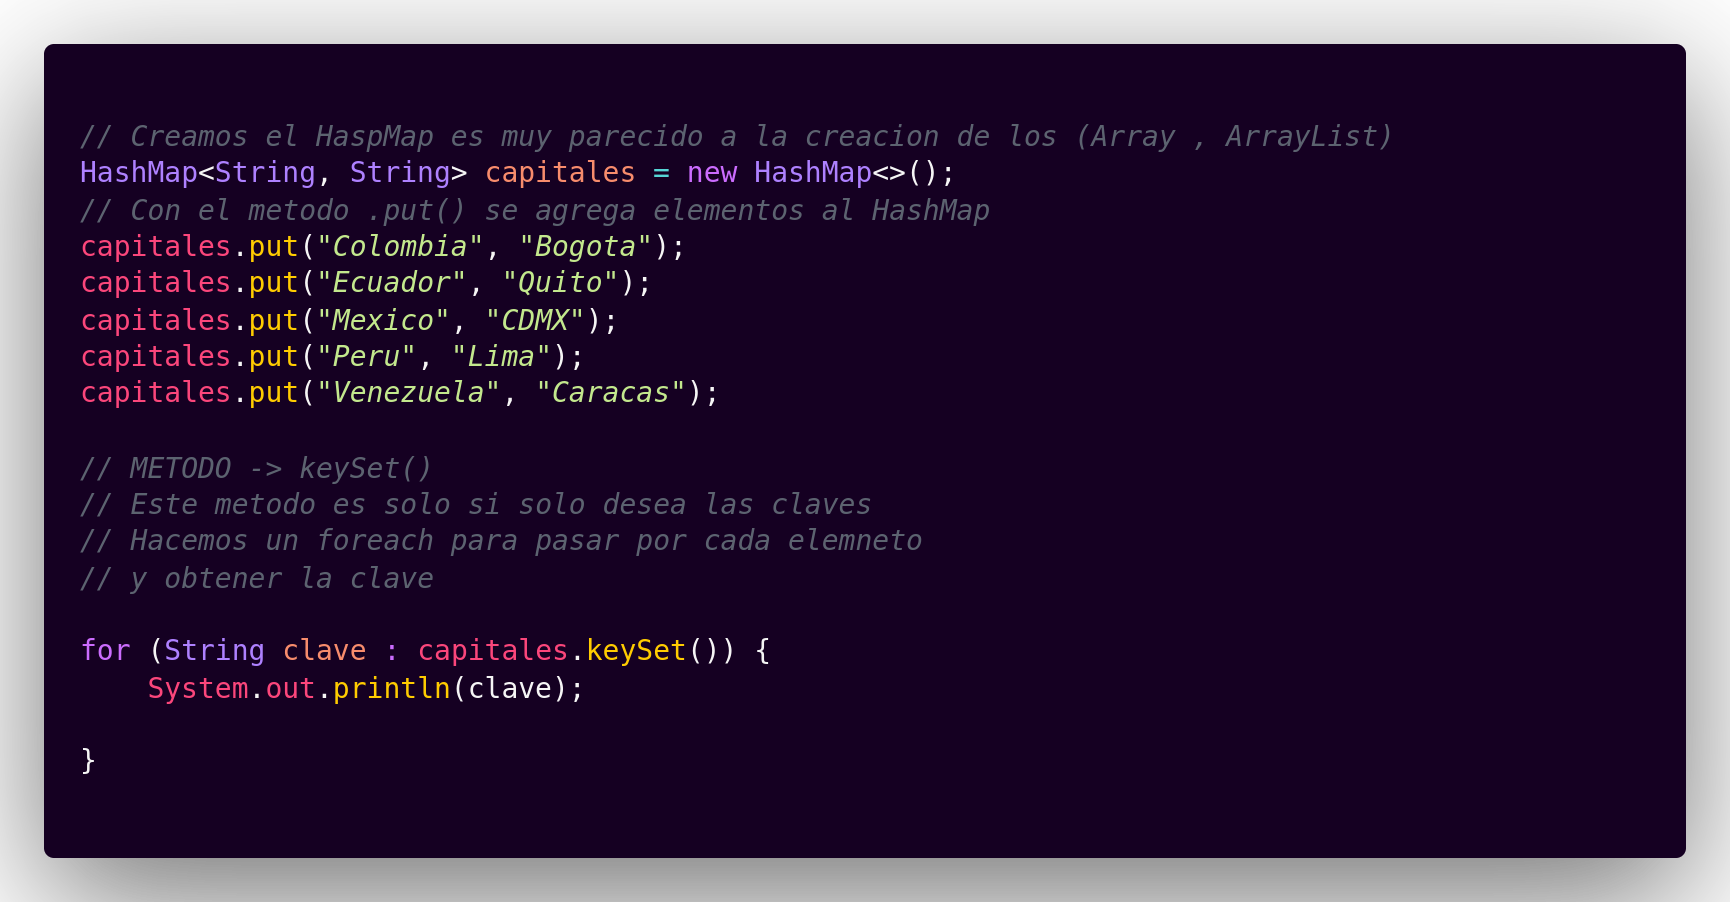 // Creamos el HaspMap es muy parecido a la creacion de los (Array , ArrayList)
HashMap<String, String> capitales = new HashMap<>();
// Con el metodo .put() se agrega elementos al HashMap
capitales.put("Colombia", "Bogota");
capitales.put("Ecuador", "Quito");
capitales.put("Mexico", "CDMX");
capitales.put("Peru", "Lima");
capitales.put("Venezuela", "Caracas");
// METODO -> keySet()
// Este metodo es solo si solo desea las claves
// Hacemos un foreach para pasar por cada elemneto
// y obtener la clave
for (String clave : capitales.keySet()) {
    System.out.println(clave);
}